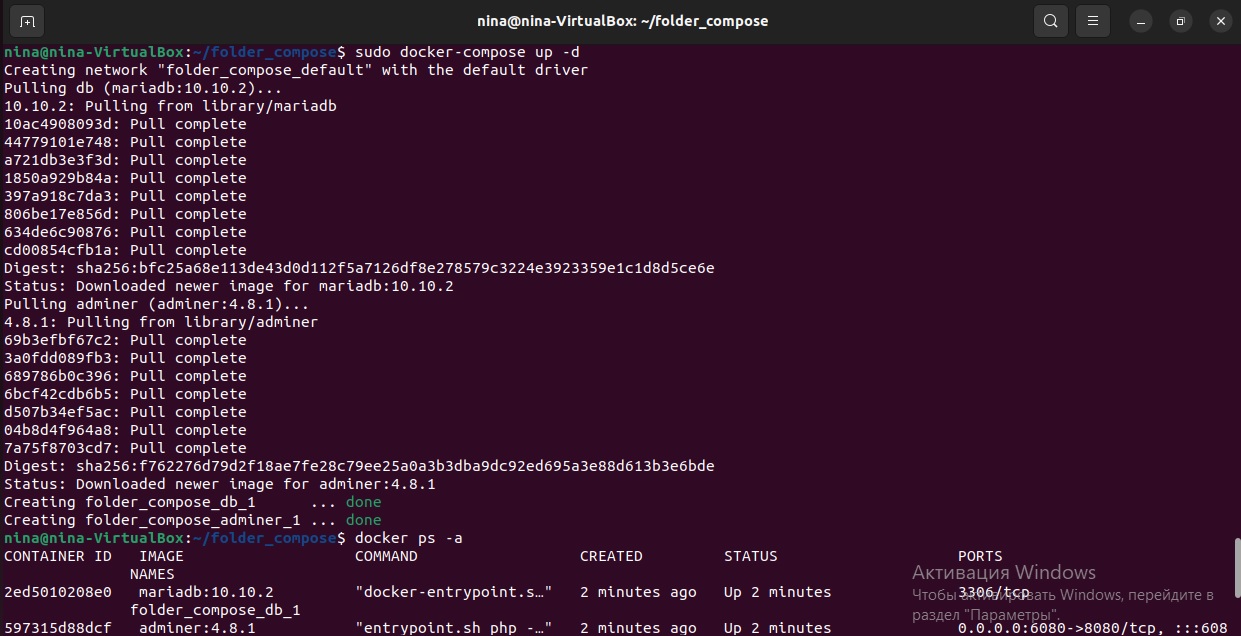 nina@nina-VirtualBox: ~/folder_compose
nina@nina-VirtualBox:~/folder_compose$ sudo docker-compose up -d
Creating network "folder_compose_default" with the default driver
Pulling db (mariadb:10.10.2)...
10.10.2: Pulling from library/mariadb
10ac4908093d: Pull complete
44779101e748: Pull complete
a721db3e3f3d: Pull complete
1850a929b84a: Pull complete
397a918c7da3: Pull complete
806be17e856d: Pull complete
634de6c90876: Pull complete
cd00854cfb1a: Pull complete
Digest: sha256:bfc25a68e113de43d0d112f5a7126df8e278579c3224e3923359e1c1d8d5ce6e
Status: Downloaded newer image for mariadb:10.10.2
Pulling adminer (adminer:4.8.1)...
4.8.1: Pulling from library/adminer
69b3efbf67c2: Pull complete
3a0fdd089fb3: Pull complete
689786b0c396: Pull complete
6bcf42cdb6b5: Pull complete
d507b34ef5ac: Pull complete
04b8d4f964a8: Pull complete
7a75f8703cd7: Pull complete
Digest: sha256:f762276d79d2f18ae7fe28c79ee25a0a3b3dba9dc92ed695a3e88d613b3e6bde
Status: Downloaded newer image for adminer:4.8.1
Creating folder_compose_db_1      ... done
Creating folder_compose_adminer_1 ... done
nina@nina-VirtualBox:~/folder_compose$ docker ps -a
CONTAINER ID   IMAGE                   COMMAND                  CREATED         STATUS                    PORTS
NAMES
2ed5010208e0   mariadb:10.10.2         "docker-entrypoint.s…"   2 minutes ago   Up 2 minutes              3306/tcp
folder_compose_db_1
597315d88dcf   adminer:4.8.1           "entrypoint.sh php -…"   2 minutes ago   Up 2 minutes              0.0.0.0:6080->8080/tcp, :::608
Активация Windows
Чтобы активировать Windows, перейдите в
раздел "Параметры".